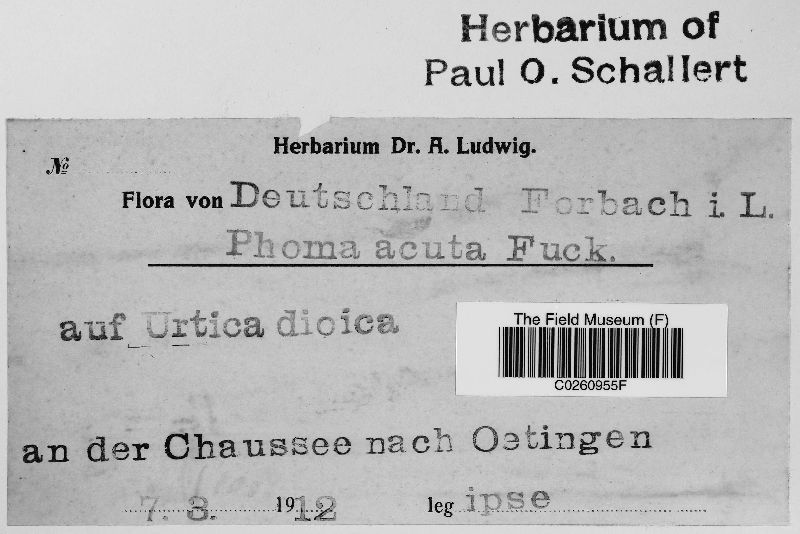 Herbarium of
Paul O. Schallert
Herbarium Dr. A. Ludwig.
№
Flora von Deutschland Forbach i. L.
Phoma acuta Fuck.
auf Urtica dioica
The Field Museum (F)
C0260955F
an der Chaussee nach Oetingen
7. 3. 1912 leg ipse